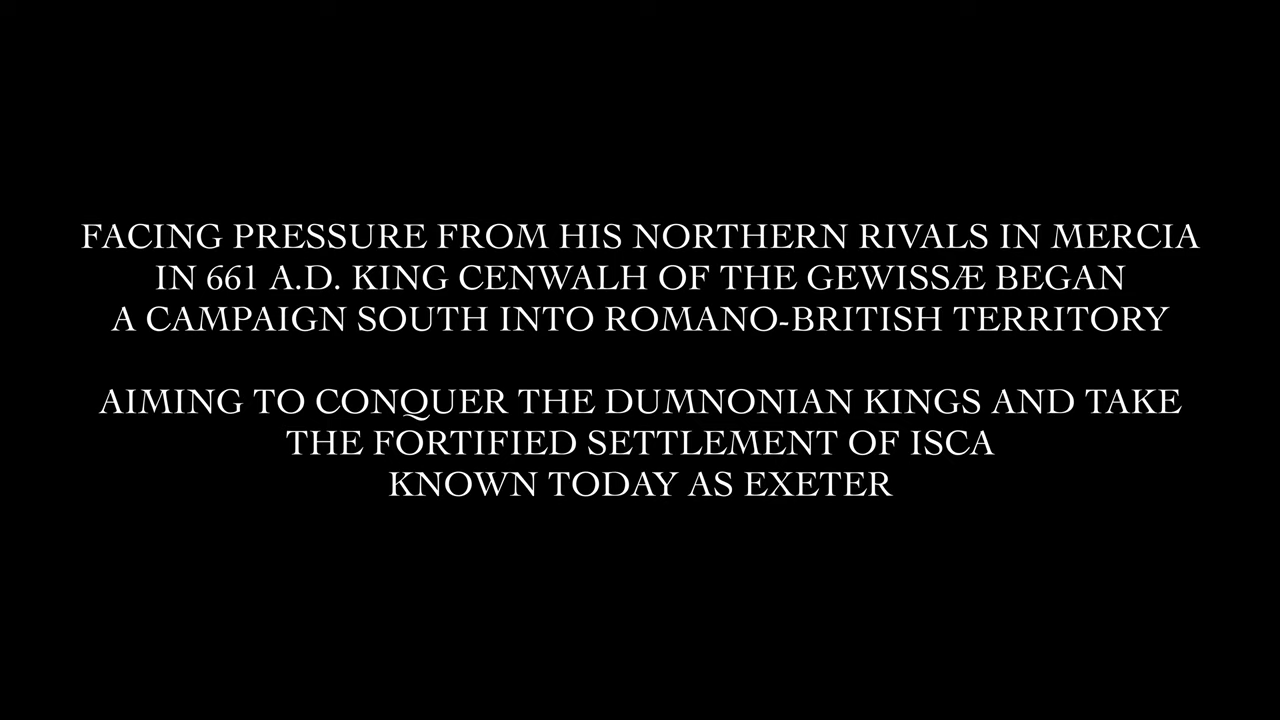 FACING PRESSURE FROM HIS NORTHERN RIVALS IN MERCIA
IN 661 A.D. KING CENWALH OF THE GEWISSÆ BEGAN
A CAMPAIGN SOUTH INTO ROMANO-BRITISH TERRITORY
AIMING TO CONQUER THE DUMNONIAN KINGS AND TAKE
THE FORTIFIED SETTLEMENT OF ISCA
KNOWN TODAY AS EXETER